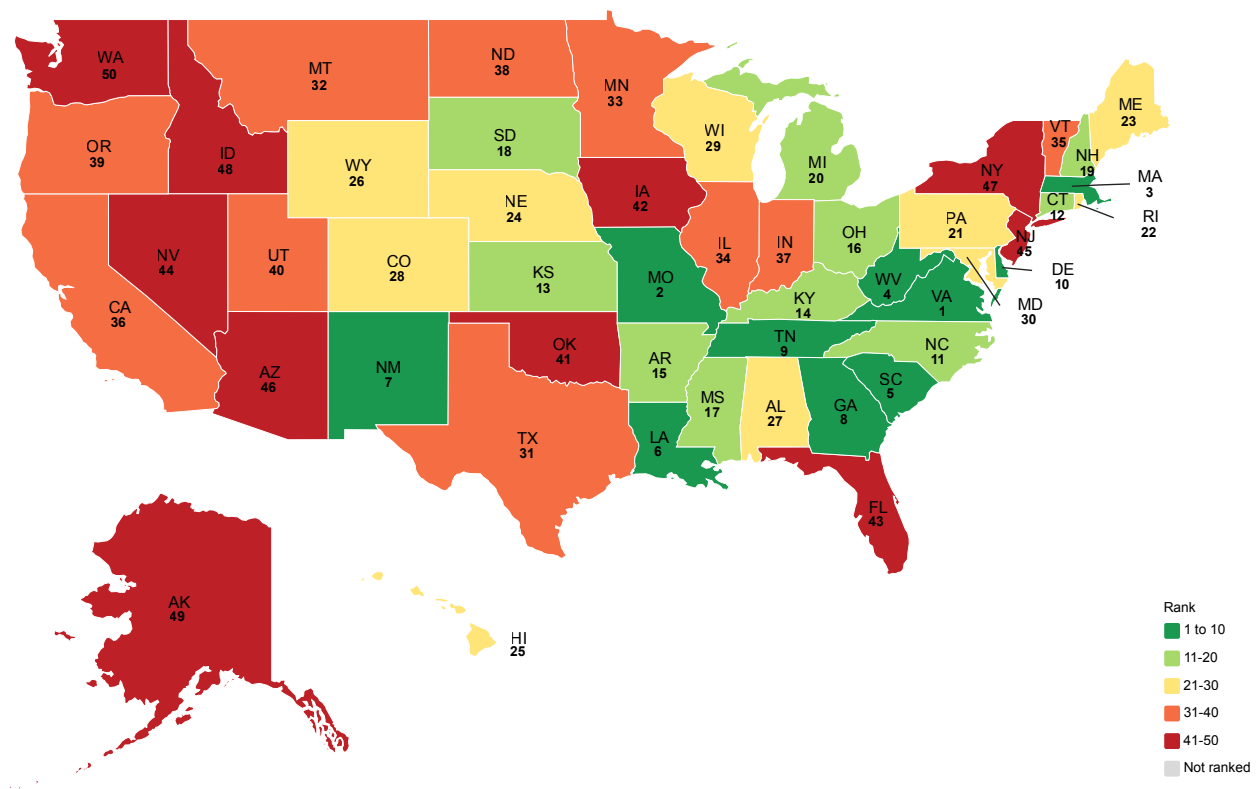 WA
50
MT
32
ND
38
MN
33
OR
39
ID
48
WY
26
SD
18
WI
29
MI
20
VT
35
ME
23
NH
19
NY
47
MA
3
CT
12
RI
22
NV
44
UT
40
CO
28
NE
24
IA
42
IL
34
IN
37
OH
16
PA
21
NJ
45
DE
10
MD
30
CA
36
KS
13
MO
2
KY
14
WV
4
VA
1
AZ
46
NM
7
OK
41
AR
15
TN
9
NC
11
TX
31
LA
6
MS
17
AL
27
GA
8
SC
5
FL
43
AK
49
HI
25
Rank
1 to 10
11-20
21-30
31-40
41-50
Not ranked